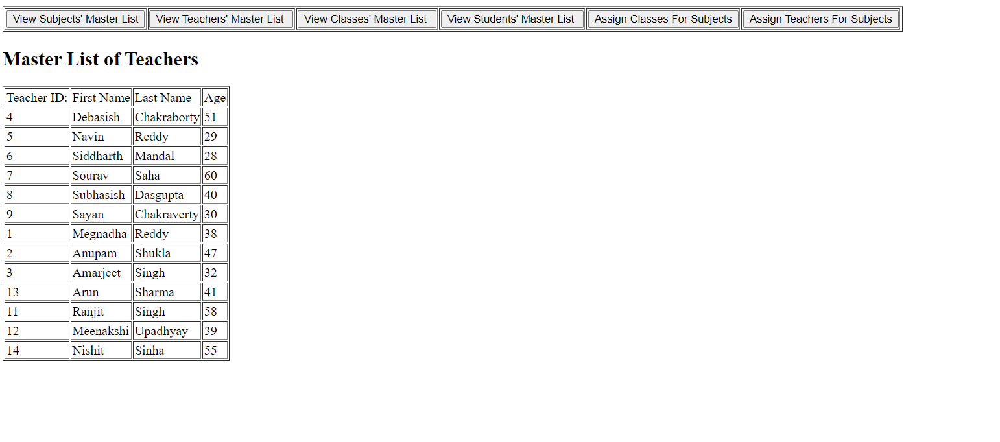 View Subjects' Master List View Teachers' Master List View Classes' Master List View Students' Master List Assign Classes For Subjects Assign Teachers For Subjects
Master List of Teachers
Teacher ID: First Name Last Name Age
4 Debasish Chakraborty 51
5 Navin Reddy 29
6 Siddharth Mandal 28
7 Sourav Saha 60
8 Subhasish Dasgupta 40
9 Sayan Chakraverty 30
1 Megnadha Reddy 38
2 Anupam Shukla 47
3 Amarjeet Singh 32
13 Arun Sharma 41
11 Ranjit Singh 58
12 Meenakshi Upadhyay 39
14 Nishit Sinha 55